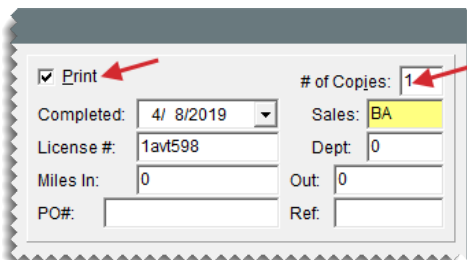 Print # of Copies: 1
Completed: 4/ 8/2019 Sales: BA
License #: 1avt598 Dept: 0
Miles In: 0 Out: 0
PO#: Ref: